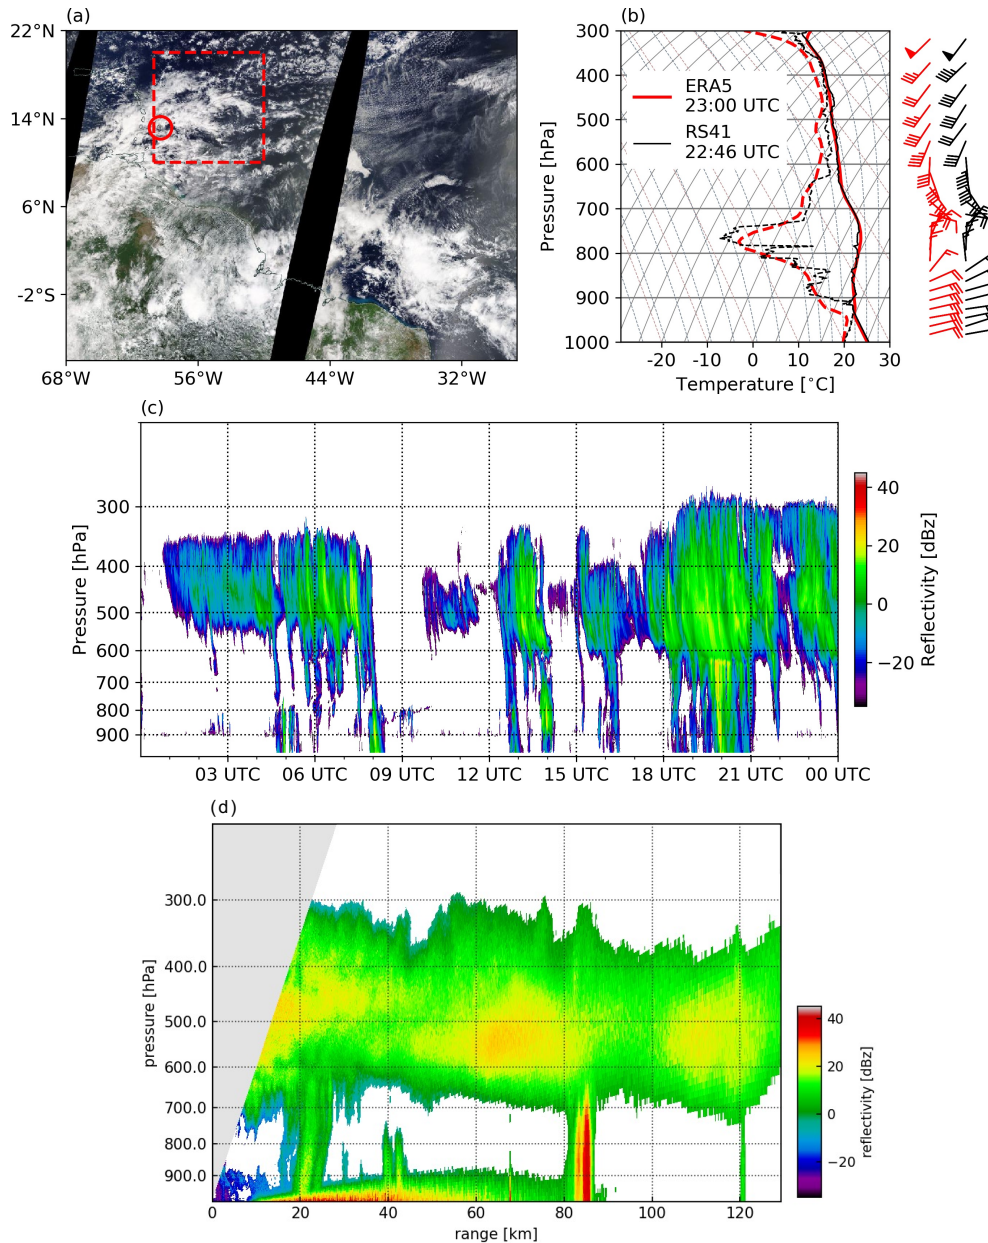 (a)
22°N
14°N
6°N
-2°S
68°W 56°W 44°W 32°W
(b)
Pressure [hPa]
300
400
500
600
700
800
900
1000
ERA5
23:00 UTC
RS41
22:46 UTC
-20 -10 0 10 20 30
Temperature [°C]
(c)
Pressure [hPa]
300
400
500
600
700
800
900
03 UTC 06 UTC 09 UTC 12 UTC 15 UTC 18 UTC 21 UTC 00 UTC
40
20
0
−20
Reflectivity [dBz]
(d)
pressure [hPa]
300.0
400.0
500.0
600.0
700.0
800.0
900.0
0 20 40 60 80 100 120
range [km]
40
20
0
−20
reflectivity [dBz]